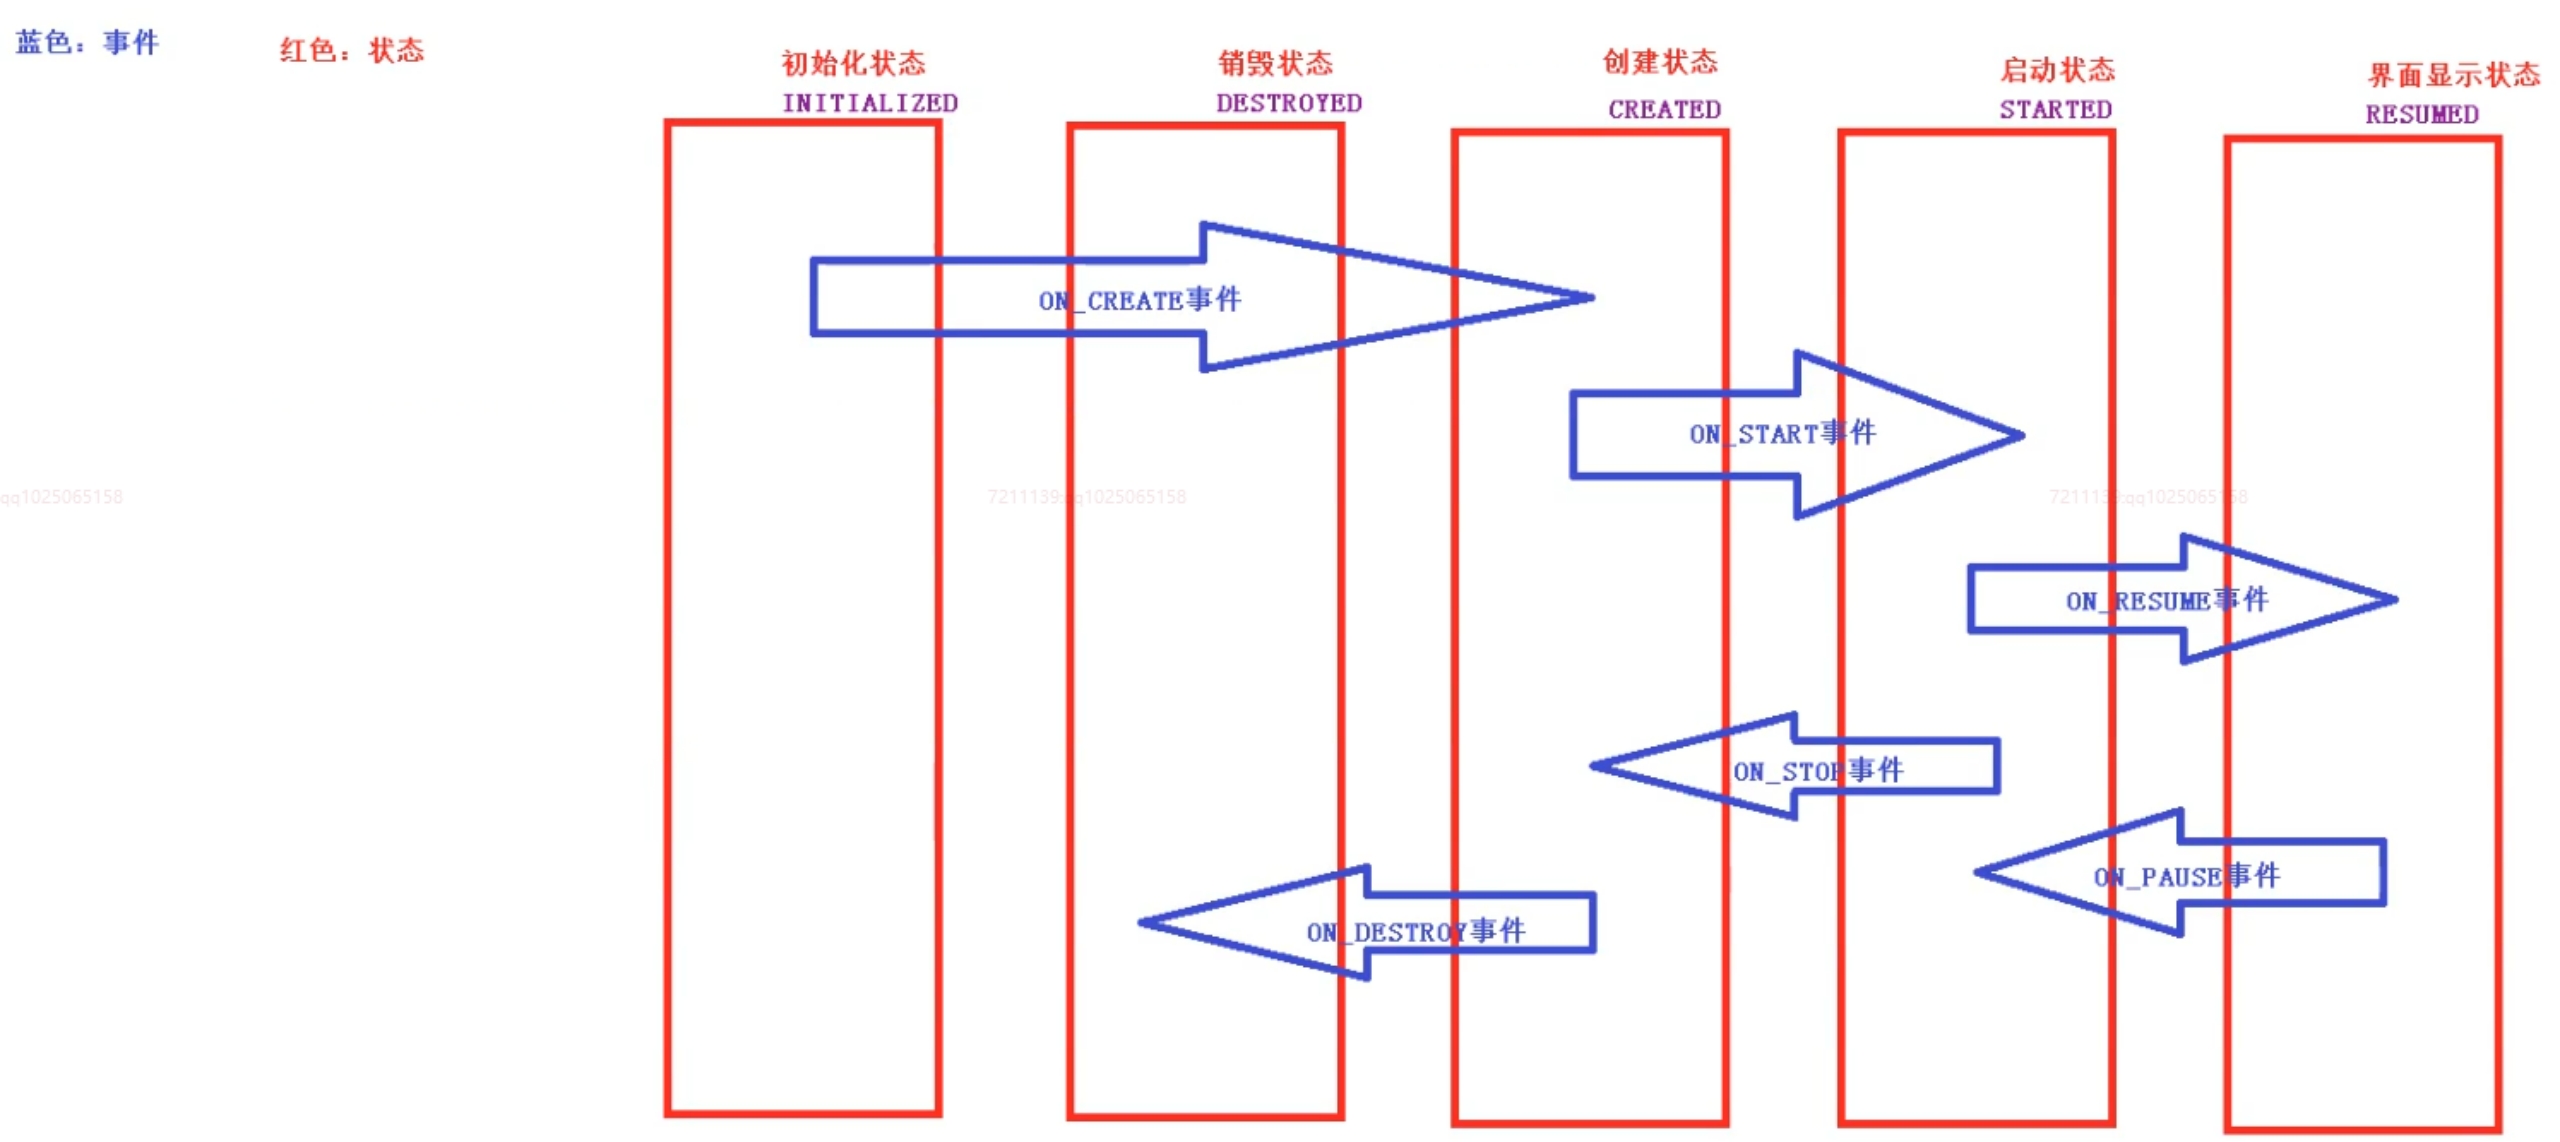 蓝色：事件
红色：状态
初始化状态
INITIALIZED
销毁状态
DESTROYED
创建状态
CREATED
启动状态
STARTED
界面显示状态
RESUMED
ON_CREATE事件
ON_START事件
qq1025065158
7211139:qq1025065158
7211139:qq1025065158
ON_RESUME事件
ON_STOP事件
ON_PAUSE事件
ON_DESTROY事件